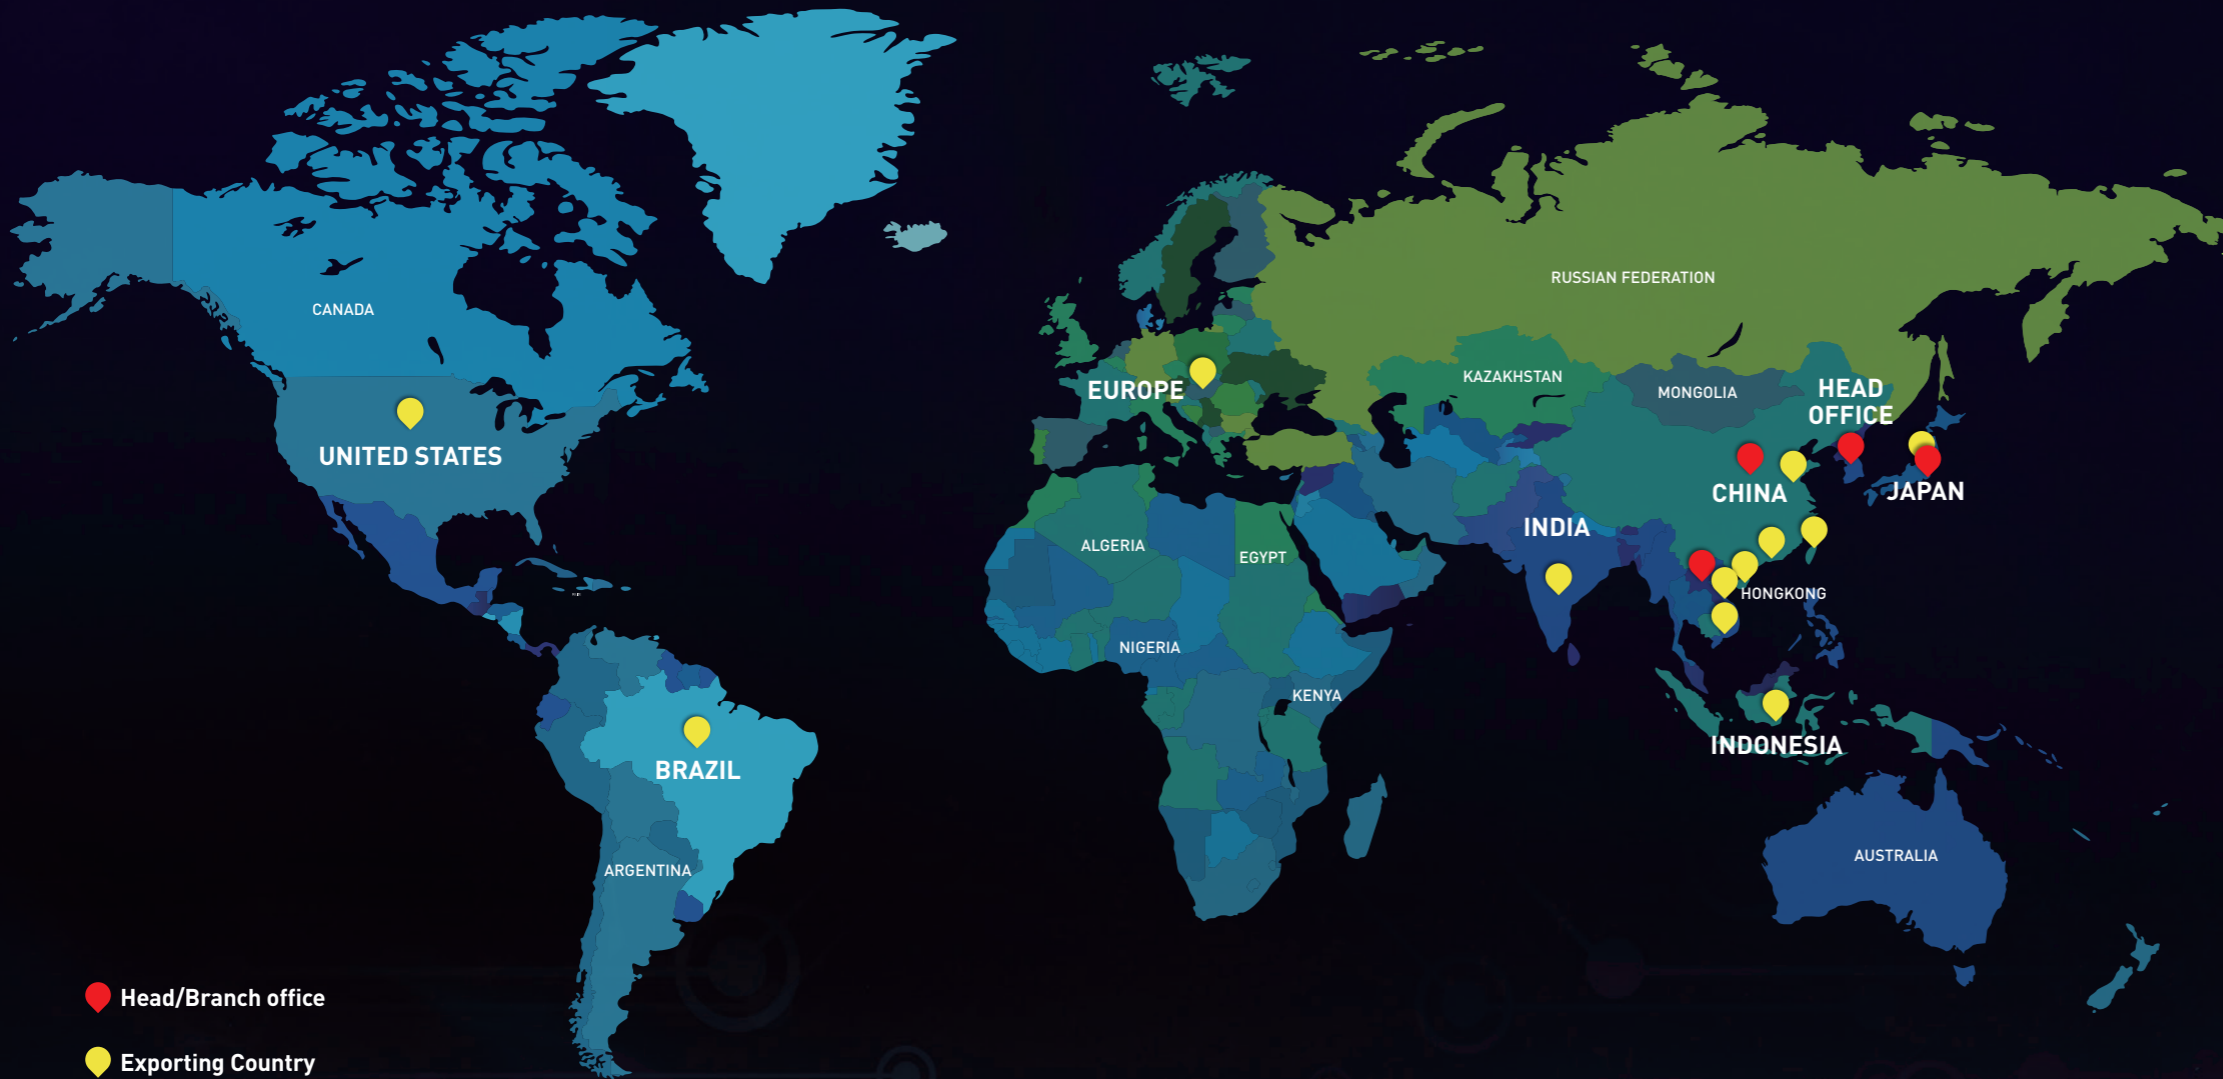 CANADA
UNITED STATES
BRAZIL
ARGENTINA
EUROPE
ALGERIA
EGYPT
NIGERIA
KENYA
RUSSIAN FEDERATION
KAZAKHSTAN
MONGOLIA
HEAD
OFFICE
CHINA
JAPAN
INDIA
HONGKONG
INDONESIA
AUSTRALIA
Head/Branch office
Exporting Country